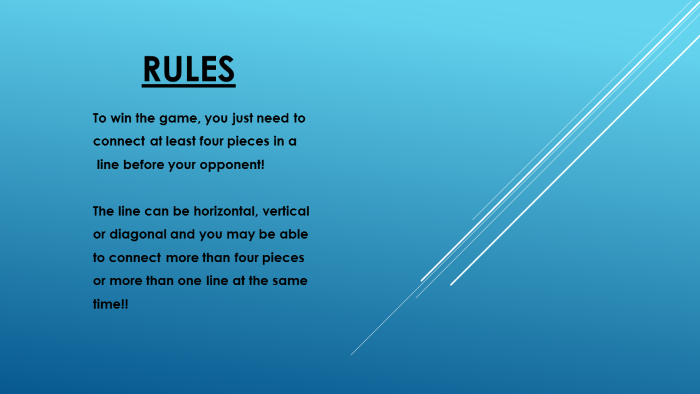 RULES
To win the game, you just need to
connect at least four pieces in a
line before your opponent!
The line can be horizontal, vertical
or diagonal and you may be able
to connect more than four pieces
or more than one line at the same
time!!